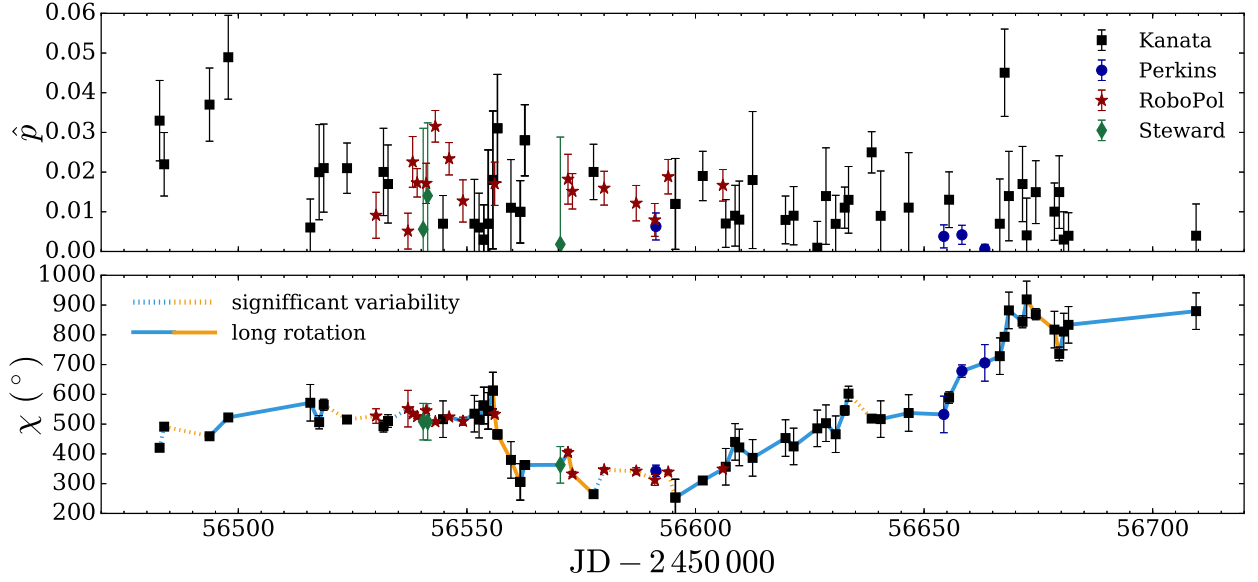 0.06
0.05
0.04
0.03
0.02
0.01
0.00
p̂
Kanata
Perkins
RoboPol
Steward
1000
900
800
700
600
500
400
300
200
χ (°)
signifficant variability
long rotation
56500
56550
56600
56650
56700
JD − 2 450 000